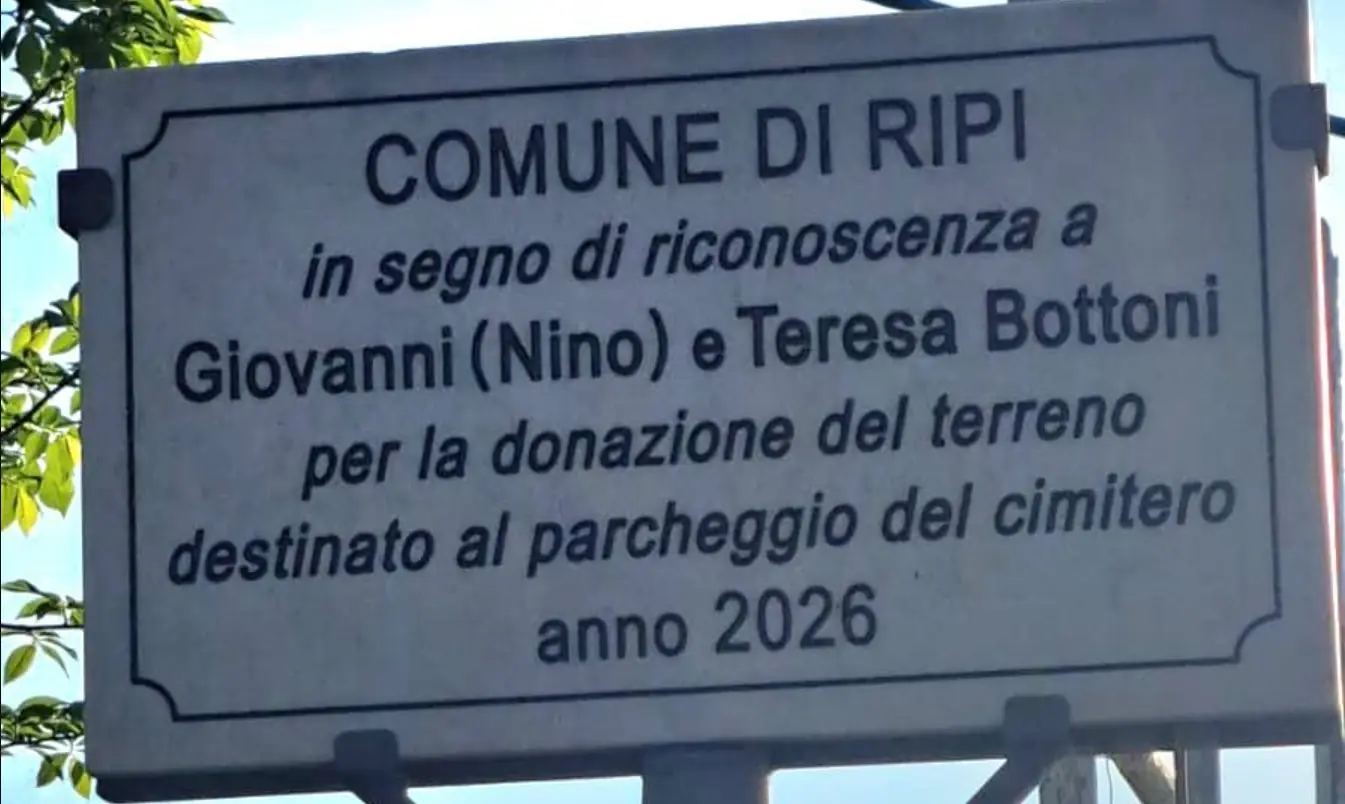 COMUNE DI RIPI
in segno di riconoscenza a
Giovanni (Nino) e Teresa Bottoni
per la donazione del terreno
destinato al parcheggio del cimitero
anno 2026